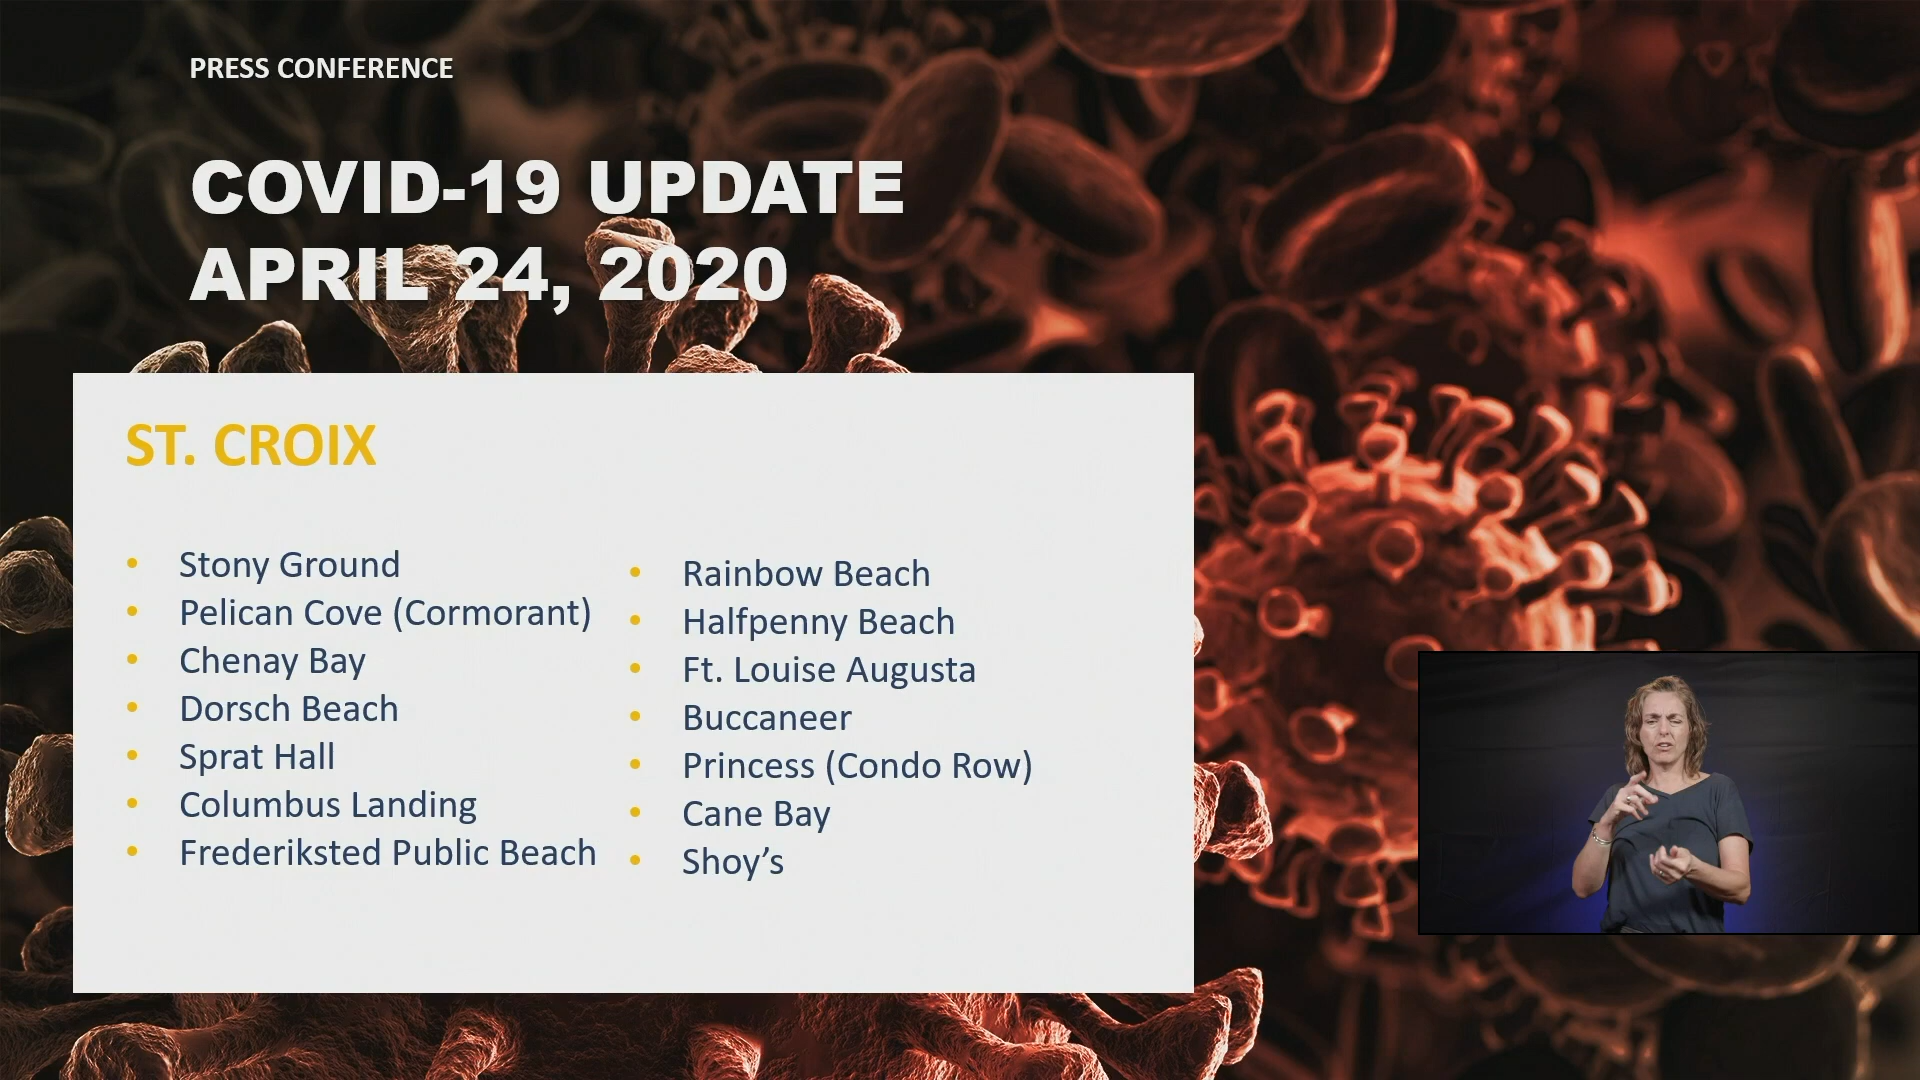 PRESS CONFERENCE
COVID-19 UPDATE
APRIL 24, 2020
ST. CROIX
Stony Ground
Pelican Cove (Cormorant)
Chenay Bay
Dorsch Beach
Sprat Hall
Columbus Landing
Frederiksted Public Beach
Rainbow Beach
Halfpenny Beach
Ft. Louise Augusta
Buccaneer
Princess (Condo Row)
Cane Bay
Shoy’s